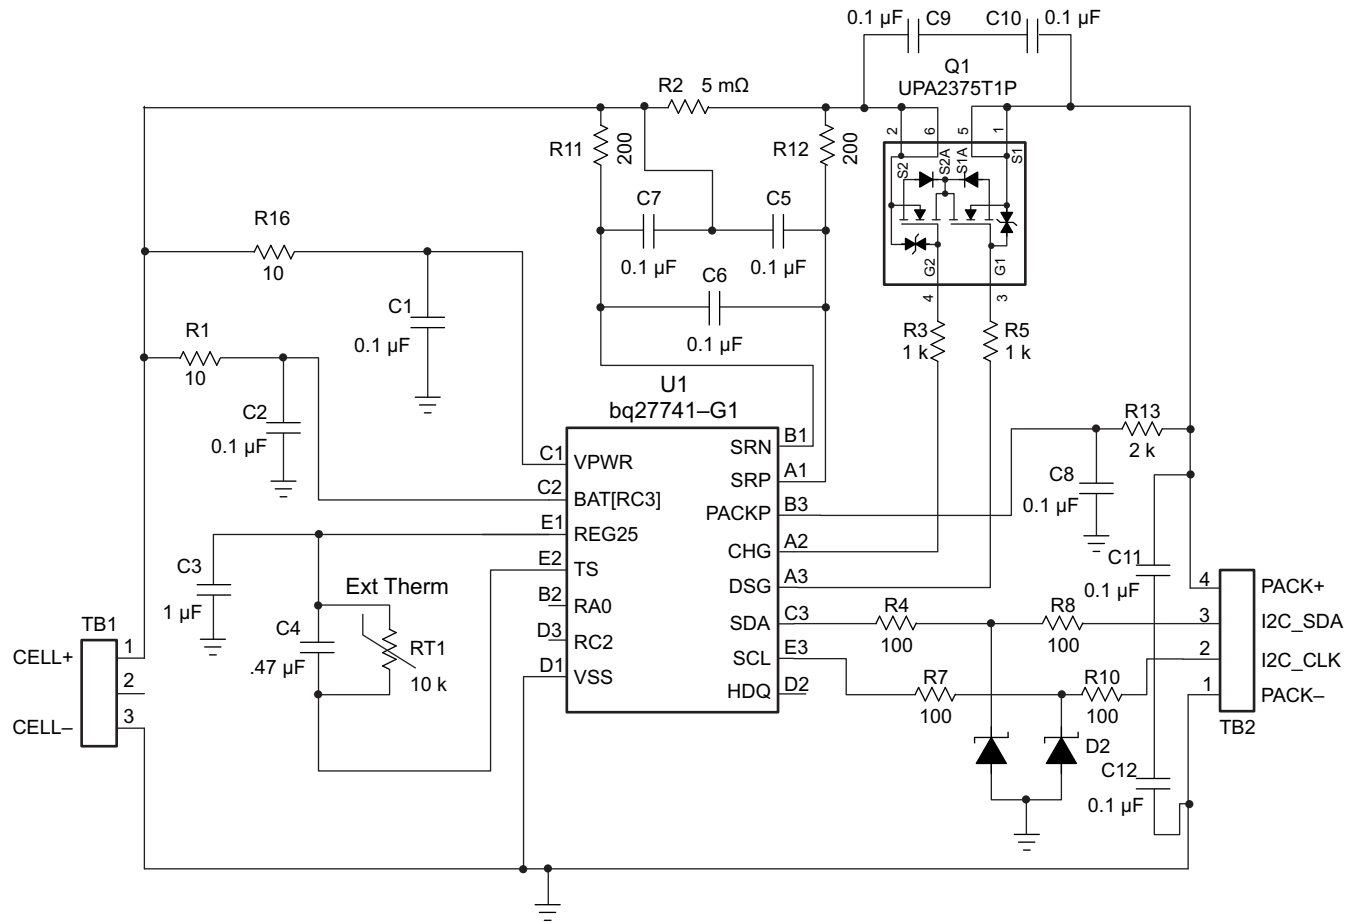 0.1 µF C9 C10 0.1 µF
Q1
UPA2375T1P
R2 5 mΩ
R11 200
R12 200
2 6 5 1
S2 S2A S1A S1
G2 G1
4 3
C7 C5
0.1 µF 0.1 µF
C6
0.1 µF
R16
10
C1
0.1 µF
R1
10
C2
0.1 µF
R3 R5
1 k 1 k
U1
bq27741–G1
R13
2 k
C8
0.1 µF
C1 VPWR
C2 BAT[RC3]
E1 REG25
E2 TS
B2 RA0
D3 RC2
D1 VSS
SRN B1
SRP A1
PACKP B3
CHG A2
DSG A3
SDA C3
SCL E3
HDQ D2
C3
1 µF
Ext Therm
C4
.47 µF
RT1
10 k
TB1
CELL+ 1
2
CELL– 3
C11
0.1 µF
R4 R8
100 100
R7 R10
100 100
4 PACK+
3 I2C_SDA
2 I2C_CLK
1 PACK–
TB2
D2
C12
0.1 µF